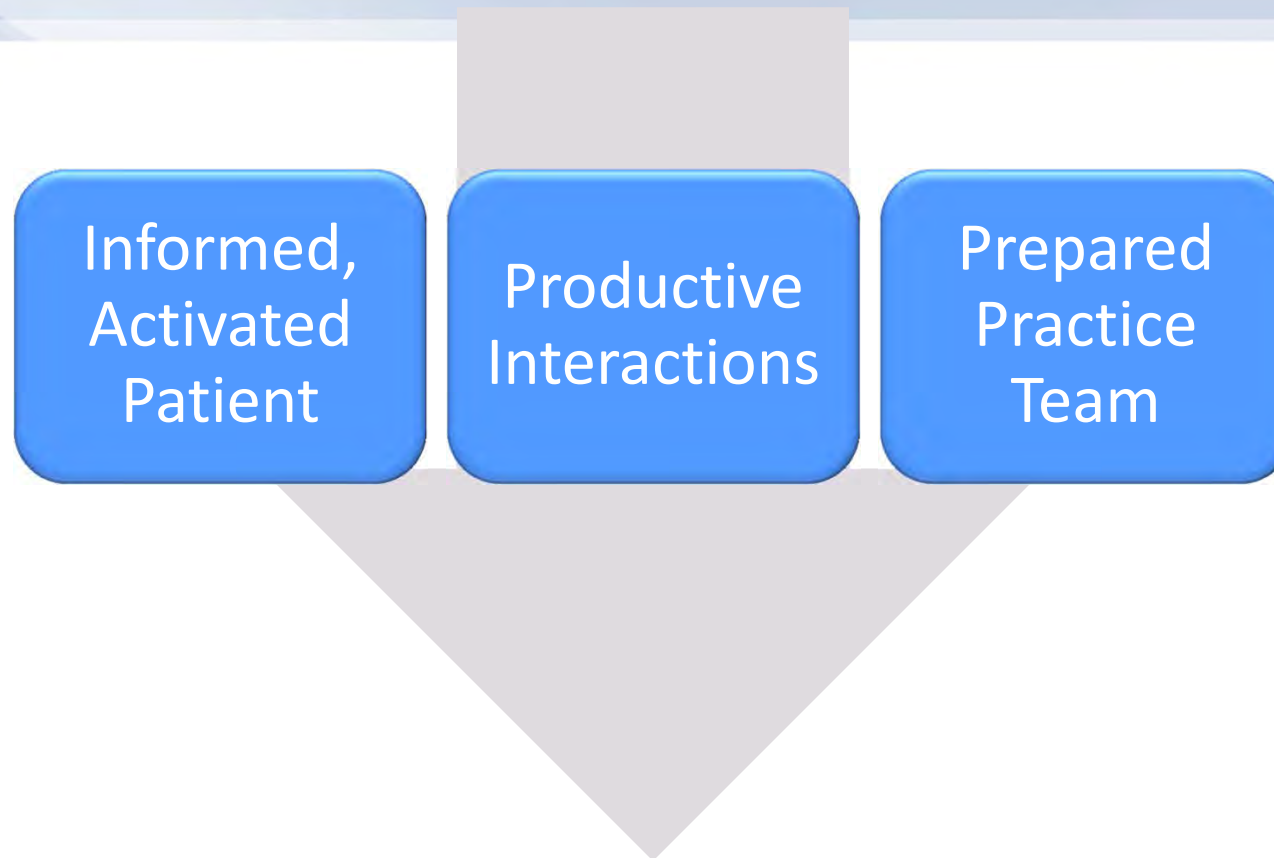 Informed,
Activated
Patient
Productive
Interactions
Prepared
Practice
Team